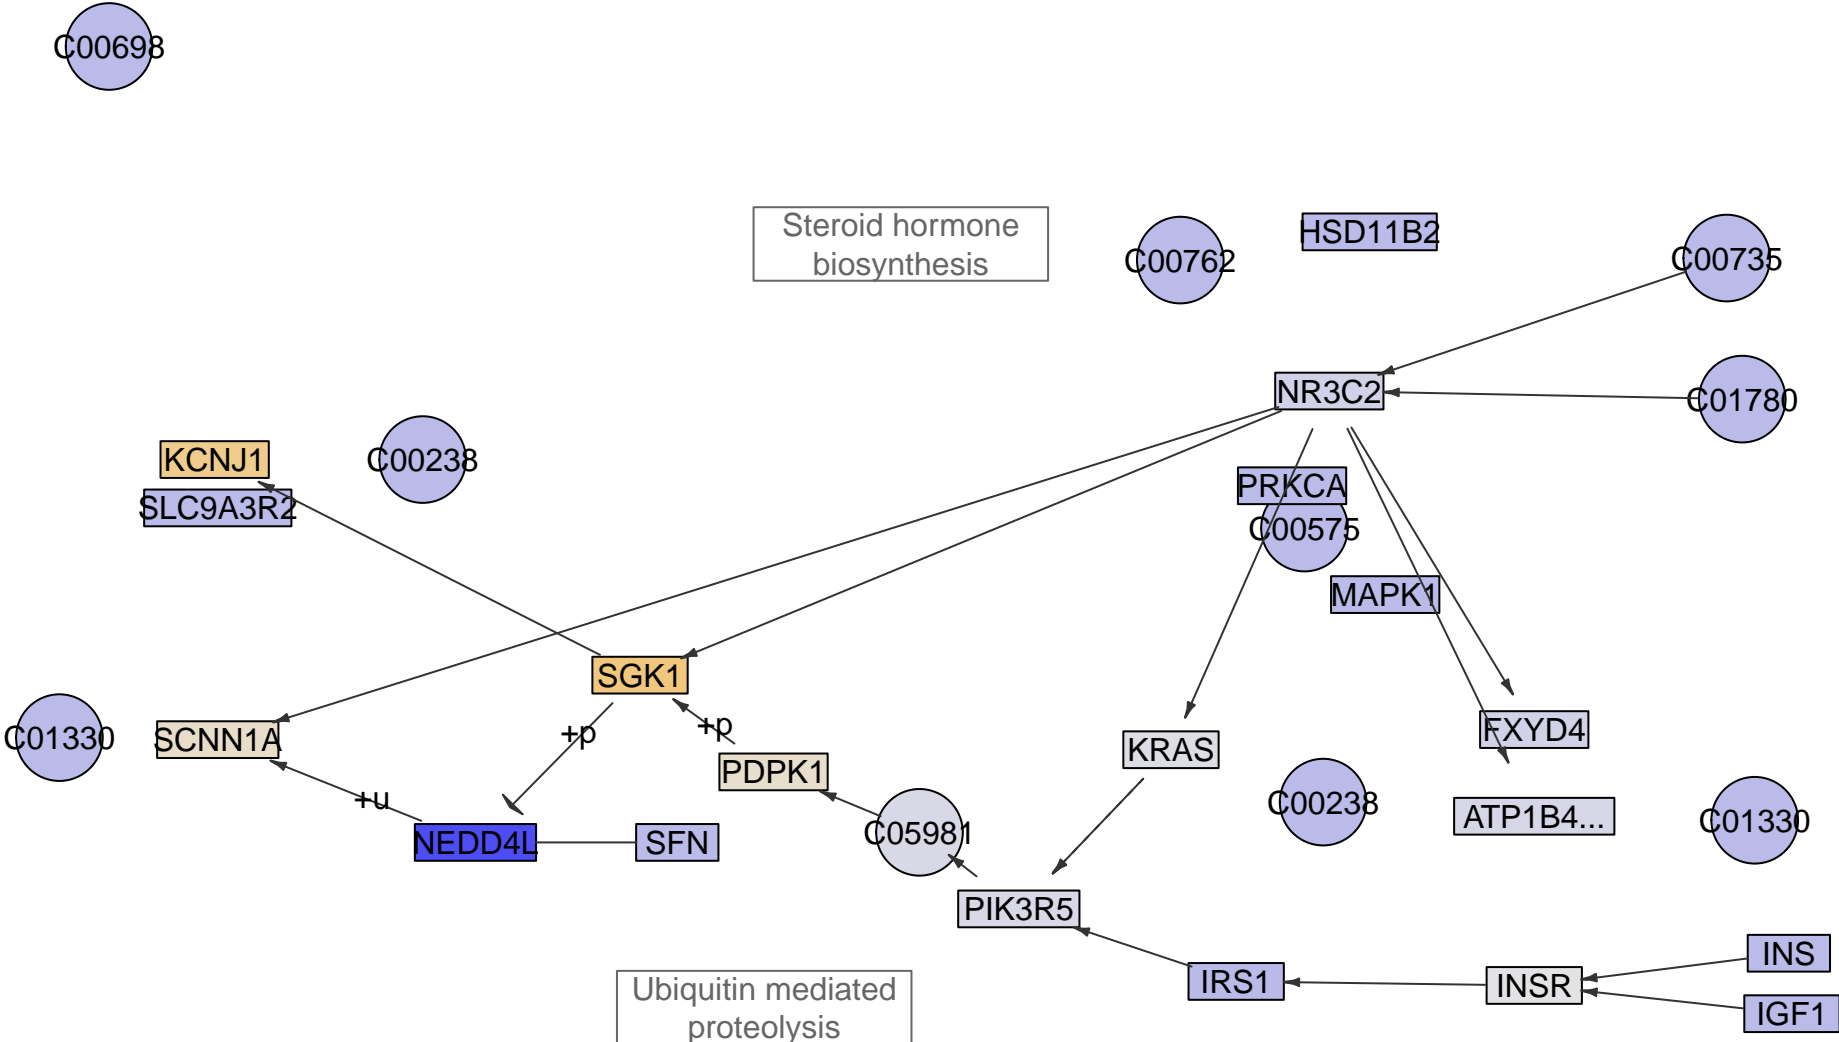 C00698
Steroid hormone
biosynthesis
C00762
HSD11B2
C00735
NR3C2
C01780
KCNJ1
C00238
SLC9A3R2
PRKCA
C00575
MAPK1
SGK1
+p
+p
C01330
SCNN1A
FXYD4
KRAS
PDPK1
+u
C00238
ATP1B4...
C01330
NEDD4L
SFN
C05981
PIK3R5
INS
Ubiquitin mediated
proteolysis
IRS1
INSR
IGF1